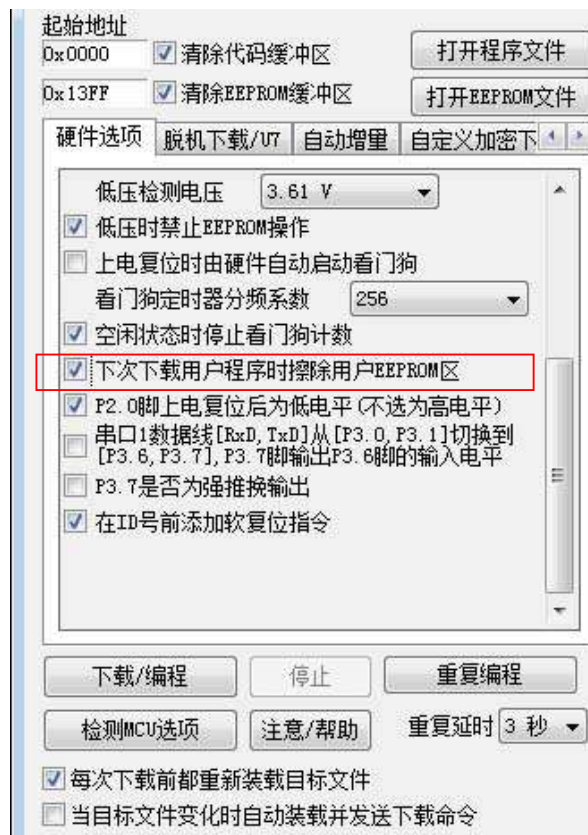 起始地址
0x0000 清除代码缓冲区 打开程序文件
0x13FF 清除EEPROM缓冲区 打开EEPROM文件
硬件选项 脱机下载/U7 自动增量 自定义加密下
低压检测电压 3.61 V
低压时禁止EEPROM操作
上电复位时由硬件自动启动看门狗
看门狗定时器分频系数 256
空闲状态时停止看门狗计数
下次下载用户程序时擦除用户EEPROM区
P2.0脚上电复位后为低电平(不选为高电平)
串口1数据线[RxD,TxD]从[P3.0,P3.1]切换到
[P3.6,P3.7],P3.7脚输出P3.6脚的输入电平
P3.7是否为强推挽输出
在ID号前添加软复位指令
下载/编程 停止 重复编程
检测MCU选项 注意/帮助 重复延时 3 秒
每次下载前都重新装载目标文件
当目标文件变化时自动装载并发送下载命令